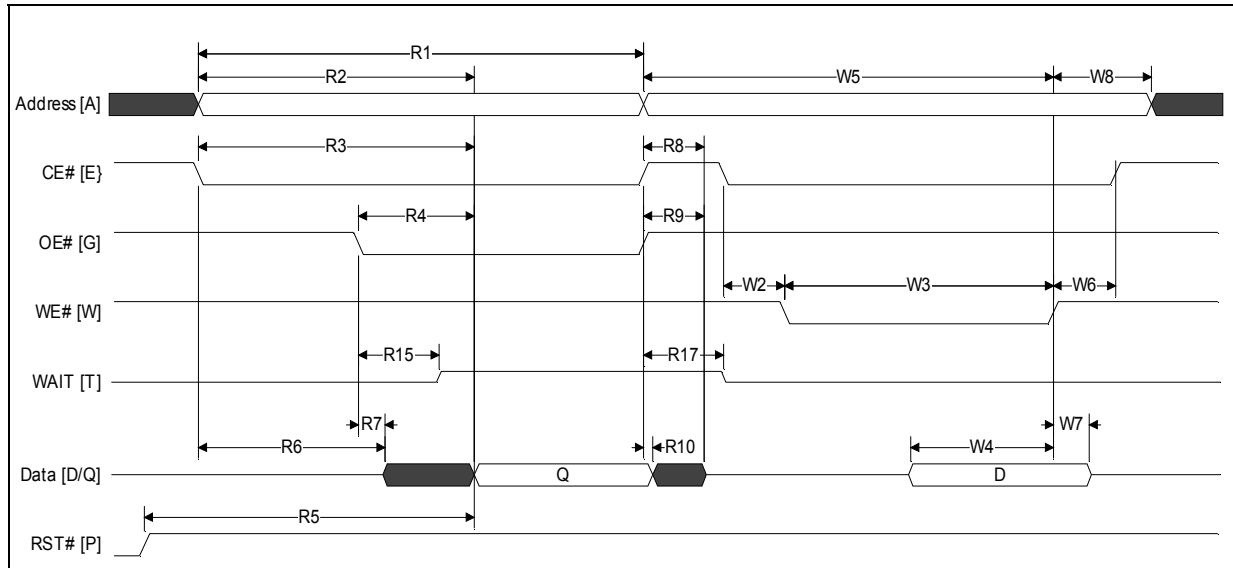 R1
R2
W5
W8
Address [A]
R3
R8
CE# [E}
R4
R9
OE# [G]
W2
W3
W6
WE# [W]
R15
R17
WAIT [T]
R7
W7
R6
R10
W4
Data [D/Q]
Q
D
R5
RST# [P]